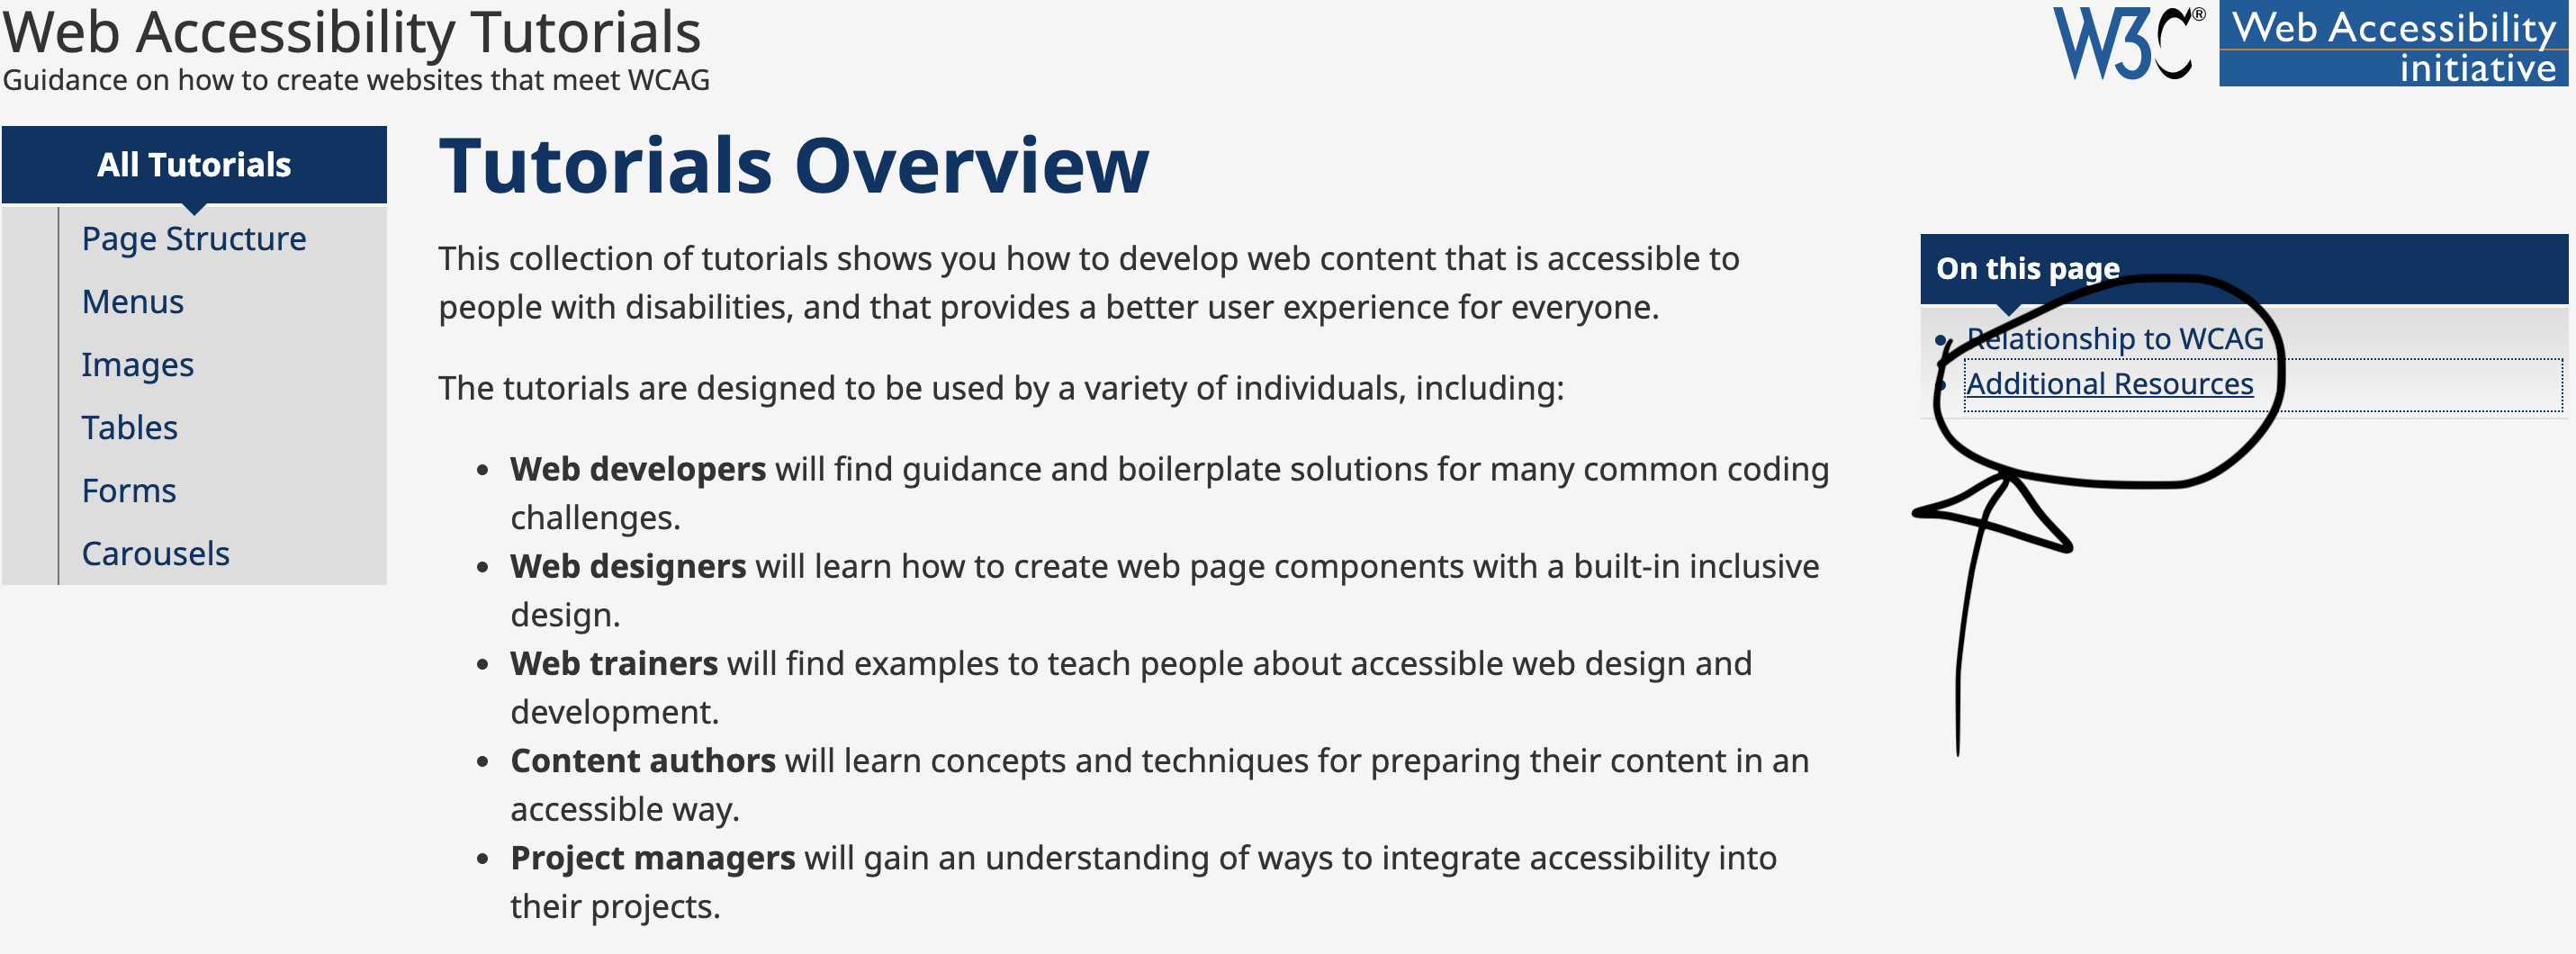 Web Accessibility Tutorials
Guidance on how to create websites that meet WCAG
W3C®
Web Accessibility
initiative
All Tutorials
Page Structure
Menus
Images
Tables
Forms
Carousels
Tutorials Overview
This collection of tutorials shows you how to develop web content that is accessible to
people with disabilities, and that provides a better user experience for everyone.
The tutorials are designed to be used by a variety of individuals, including:
• Web developers will find guidance and boilerplate solutions for many common coding
challenges.
• Web designers will learn how to create web page components with a built-in inclusive
design.
• Web trainers will find examples to teach people about accessible web design and
development.
• Content authors will learn concepts and techniques for preparing their content in an
accessible way.
• Project managers will gain an understanding of ways to integrate accessibility into
their projects.
On this page
• Relationship to WCAG
• Additional Resources